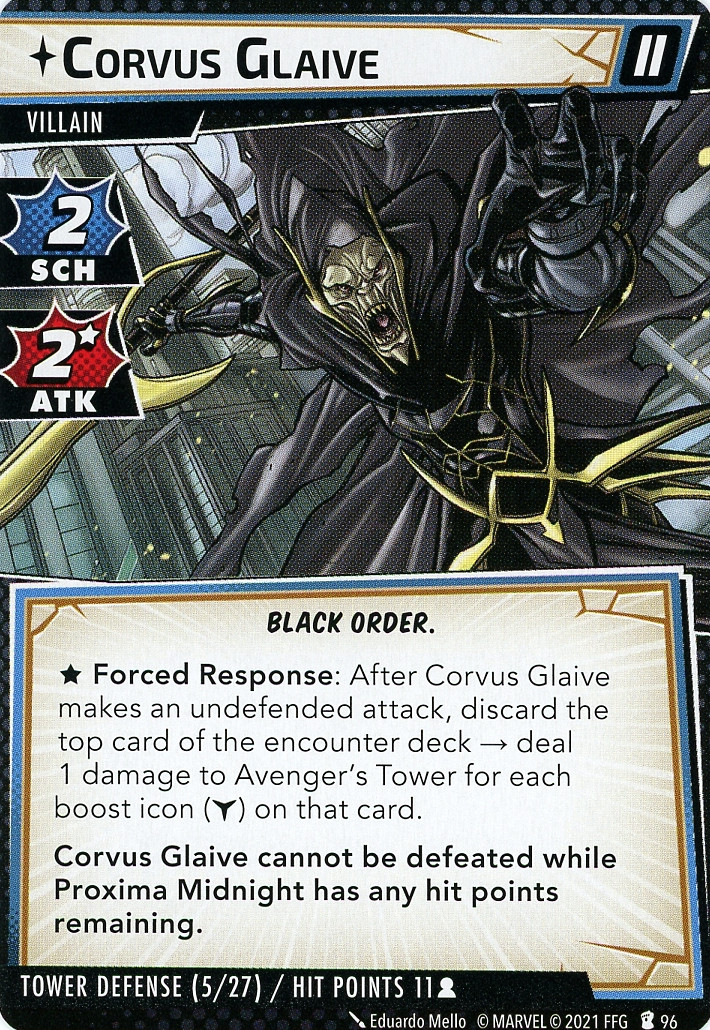 CORVUS GLAIVE
II
VILLAIN
2
SCH
2★
ATK
BLACK ORDER.
★ Forced Response: After Corvus Glaive
makes an undefended attack, discard the
top card of the encounter deck → deal
1 damage to Avenger's Tower for each
boost icon () on that card.
Corvus Glaive cannot be defeated while
Proxima Midnight has any hit points
remaining.
TOWER DEFENSE (5/27) / HIT POINTS 11
Eduardo Mello © MARVEL © 2021 FFG 96